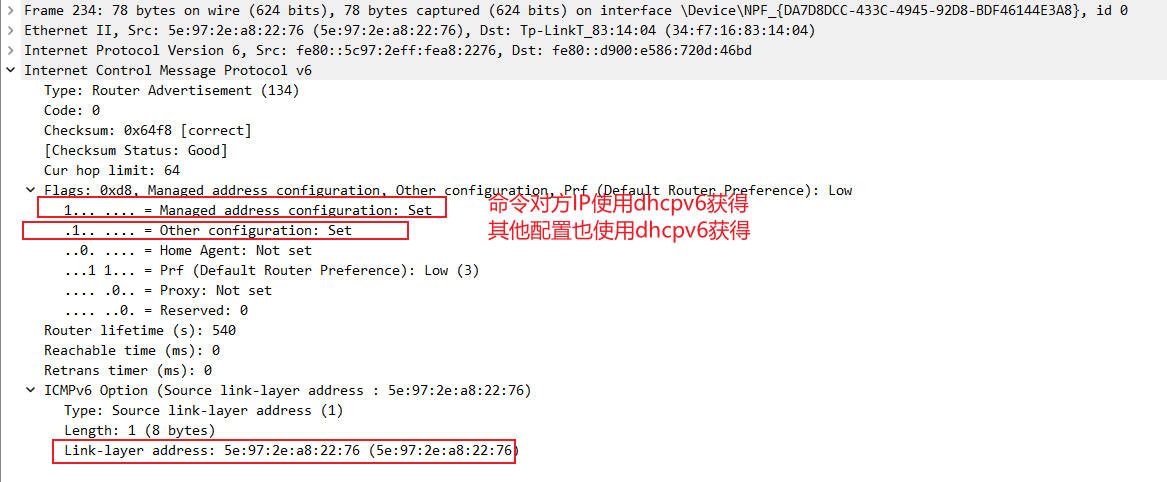 Frame 234: 78 bytes on wire (624 bits), 78 bytes captured (624 bits) on interface \Device\NPF_{DA7D8DCC-433C-4945-92D8-BDF46144E3A8}, id 0
Ethernet II, Src: 5e:97:2e:a8:22:76 (5e:97:2e:a8:22:76), Dst: Tp-LinkT_83:14:04 (34:f7:16:83:14:04)
Internet Protocol Version 6, Src: fe80::5c97:2eff:fea8:2276, Dst: fe80::d900:e586:720d:46bd
Internet Control Message Protocol v6
Type: Router Advertisement (134)
Code: 0
Checksum: 0x64f8 [correct]
[Checksum Status: Good]
Cur hop limit: 64
Flags: 0xd8, Managed address configuration, Other configuration, Prf (Default Router Preference): Low
1... .... = Managed address configuration: Set
命令对方IP使用dhcpv6获得
.1.. .... = Other configuration: Set
其他配置也使用dhcpv6获得
..0. .... = Home Agent: Not set
...1 1... = Prf (Default Router Preference): Low (3)
.... .0.. = Proxy: Not set
.... ..0. = Reserved: 0
Router lifetime (s): 540
Reachable time (ms): 0
Retrans timer (ms): 0
ICMPv6 Option (Source link-layer address : 5e:97:2e:a8:22:76)
Type: Source link-layer address (1)
Length: 1 (8 bytes)
Link-layer address: 5e:97:2e:a8:22:76 (5e:97:2e:a8:22:76)